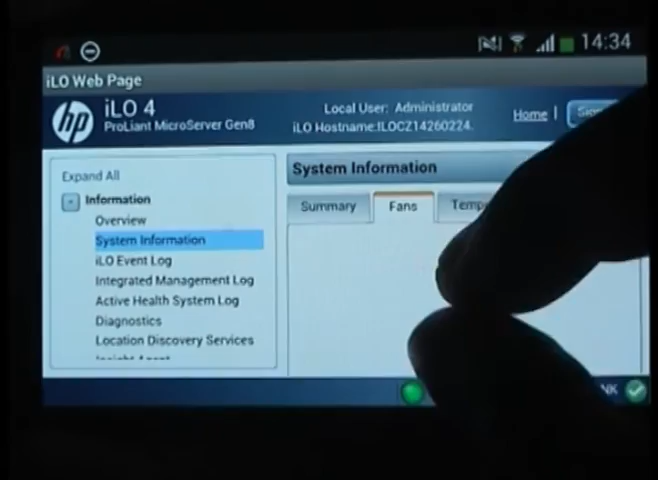 14:34
iLO Web Page
hp
iLO 4
ProLiant MicroServer Gen8
Local User: Administrator
iLO Hostname:ILOCZ14260224.
Home |
Expand All
Information
Overview
System Information
iLO Event Log
Integrated Management Log
Active Health System Log
Diagnostics
Location Discovery Services
System Information
Summary
Fans